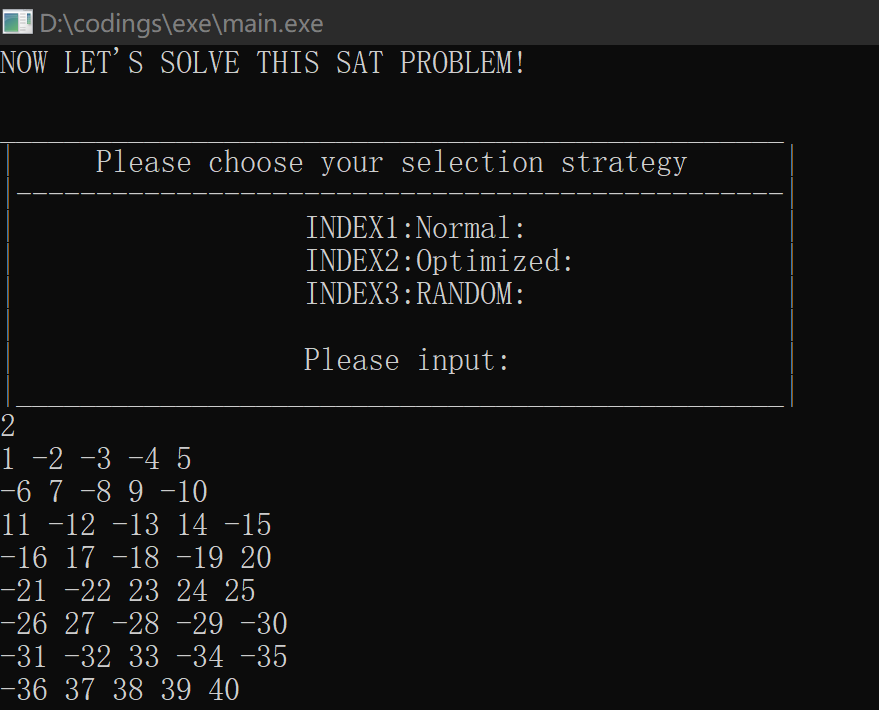 D:\codings\exe\main.exe
NOW LET'S SOLVE THIS SAT PROBLEM!
Please choose your selection strategy
INDEX1:Normal:
INDEX2:Optimized:
INDEX3:RANDOM:
Please input:
2
1 -2 -3 -4 5
-6 7 -8 9 -10
11 -12 -13 14 -15
-16 17 -18 -19 20
-21 -22 23 24 25
-26 27 -28 -29 -30
-31 -32 33 -34 -35
-36 37 38 39 40